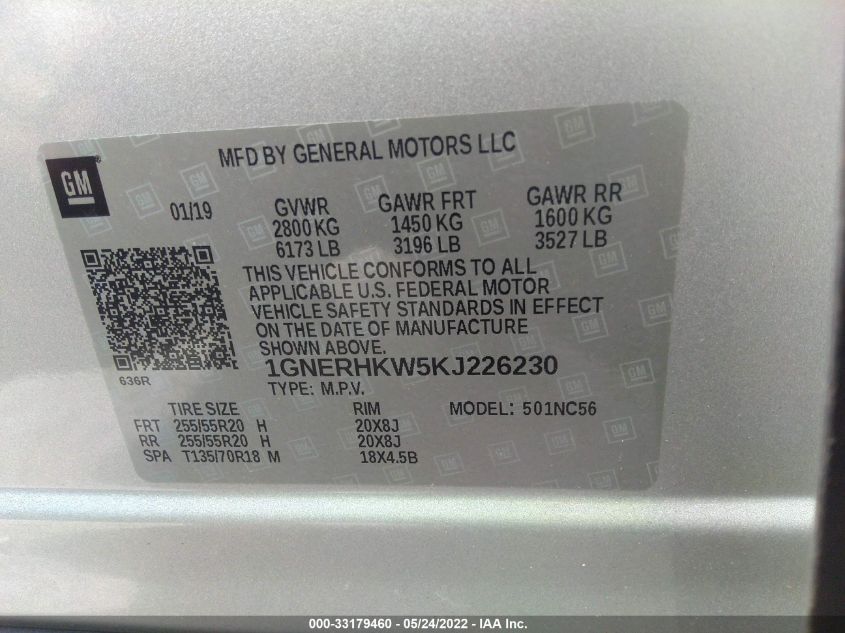 MFD BY GENERAL MOTORS LLC
GM
01/19
GVWR GAWR FRT GAWR RR
2800 KG 1450 KG 1600 KG
6173 LB 3196 LB 3527 LB
THIS VEHICLE CONFORMS TO ALL
APPLICABLE U.S. FEDERAL MOTOR
VEHICLE SAFETY STANDARDS IN EFFECT
ON THE DATE OF MANUFACTURE
SHOWN ABOVE.
1GNERHKW5KJ226230
636R
TYPE: M.P.V.
TIRE SIZE RIM MODEL: 501NC56
FRT 255/55R20 H 20X8J
RR 255/55R20 H 20X8J
SPA T135/70R18 M 18X4.5B
000-33179460 - 05/24/2022 - IAA Inc.